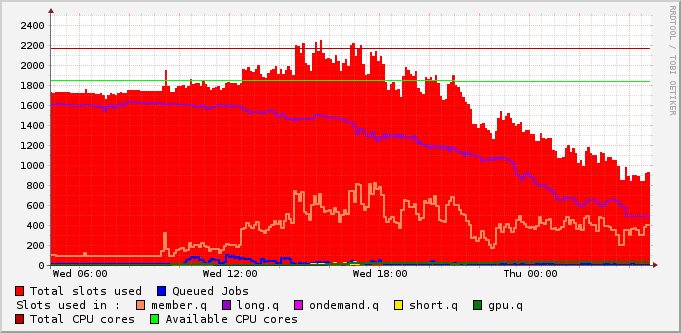 RRDTOOL / TOBI OETIKER
2400
2200
2000
1800
1600
1400
1200
1000
800
600
400
200
0
Wed 06:00 Wed 12:00 Wed 18:00 Thu 00:00
Total slots used Queued Jobs
Slots used in : member.q long.q ondemand.q short.q gpu.q
Total CPU cores Available CPU cores